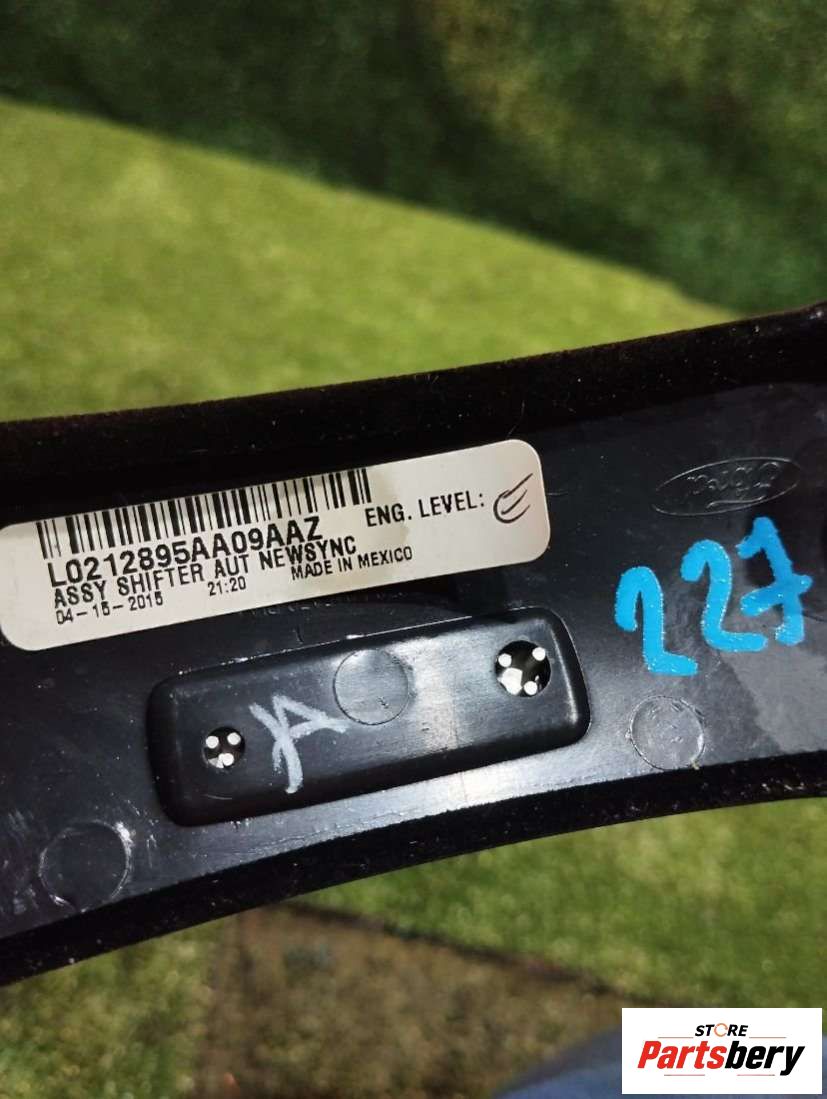 L0212895AA09AAZ
ENG. LEVEL:
ASSY SHIFTER AUT NEWSYNC
04-15-2015 21:20 MADE IN MEXICO
Ford
227
STORE
Partsbery